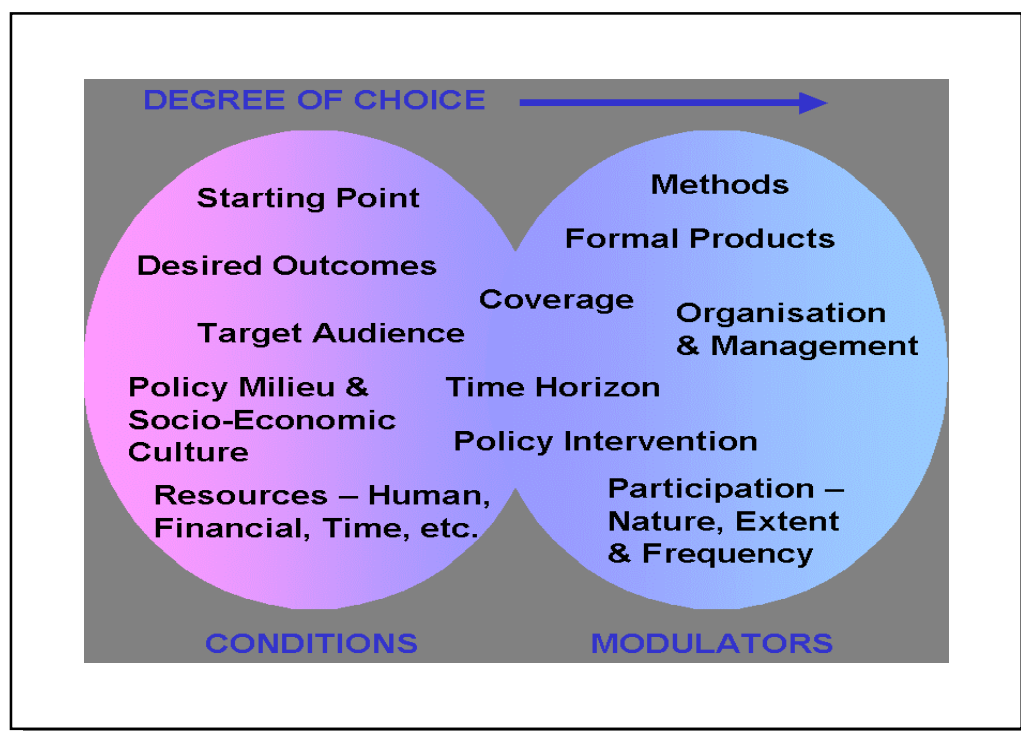 DEGREE OF CHOICE
Starting Point
Desired Outcomes
Target Audience
Policy Milieu &
Socio-Economic
Culture
Resources – Human,
Financial, Time, etc.
Coverage
Time Horizon
Policy Intervention
Methods
Formal Products
Organisation
& Management
Participation –
Nature, Extent
& Frequency
CONDITIONS
MODULATORS